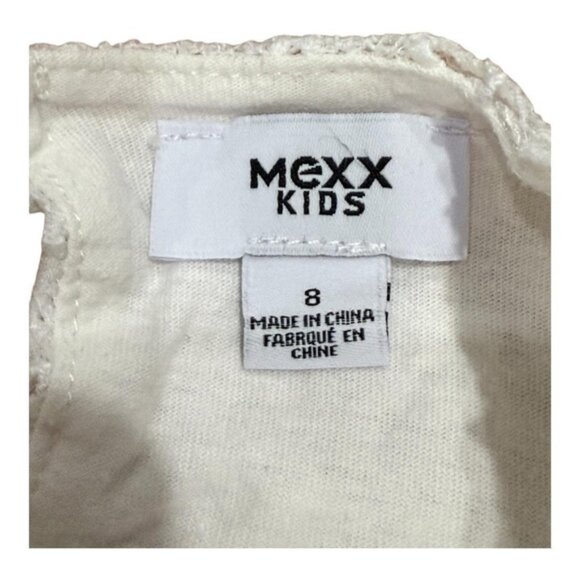 Mexx
KIDS
8
MADE IN CHINA
FABRQUÉ EN
CHINE